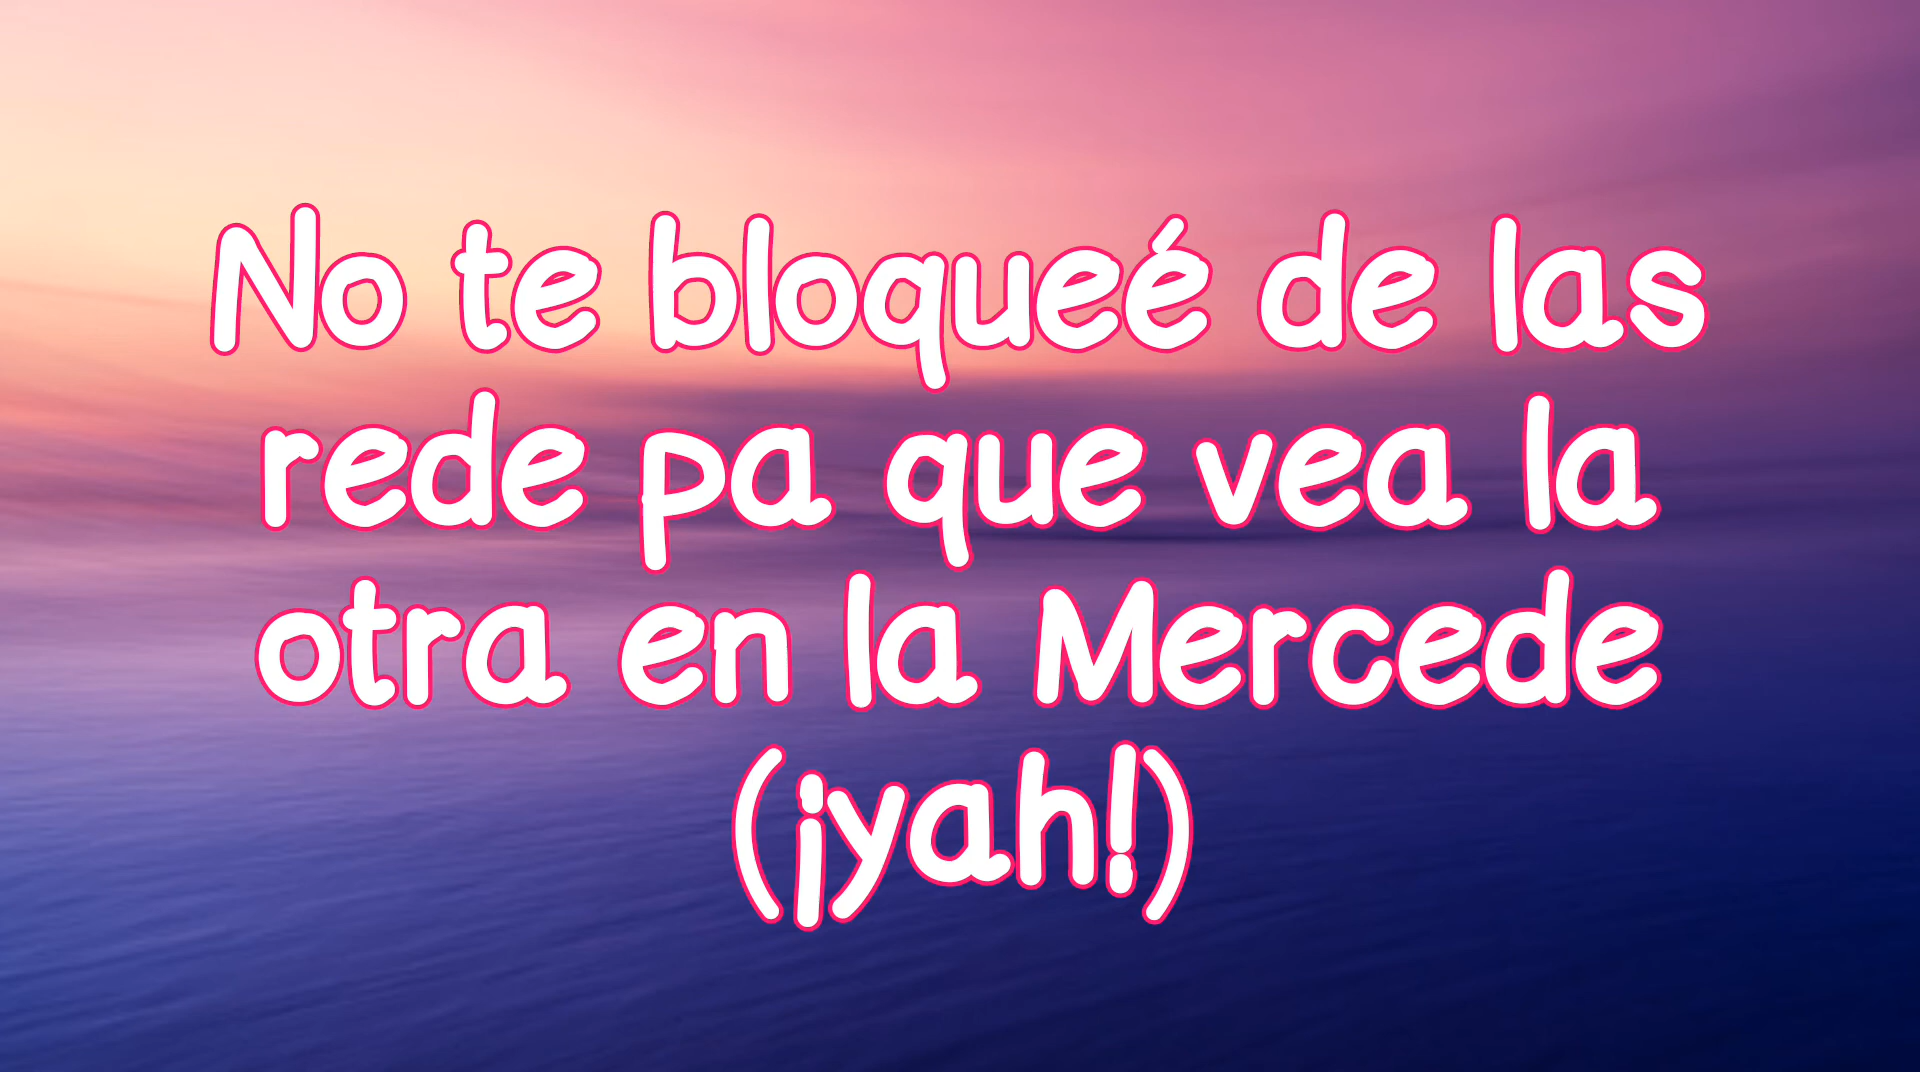 No te bloqueé de las
rede pa que vea la
otra en la Mercede
(¡yah!)